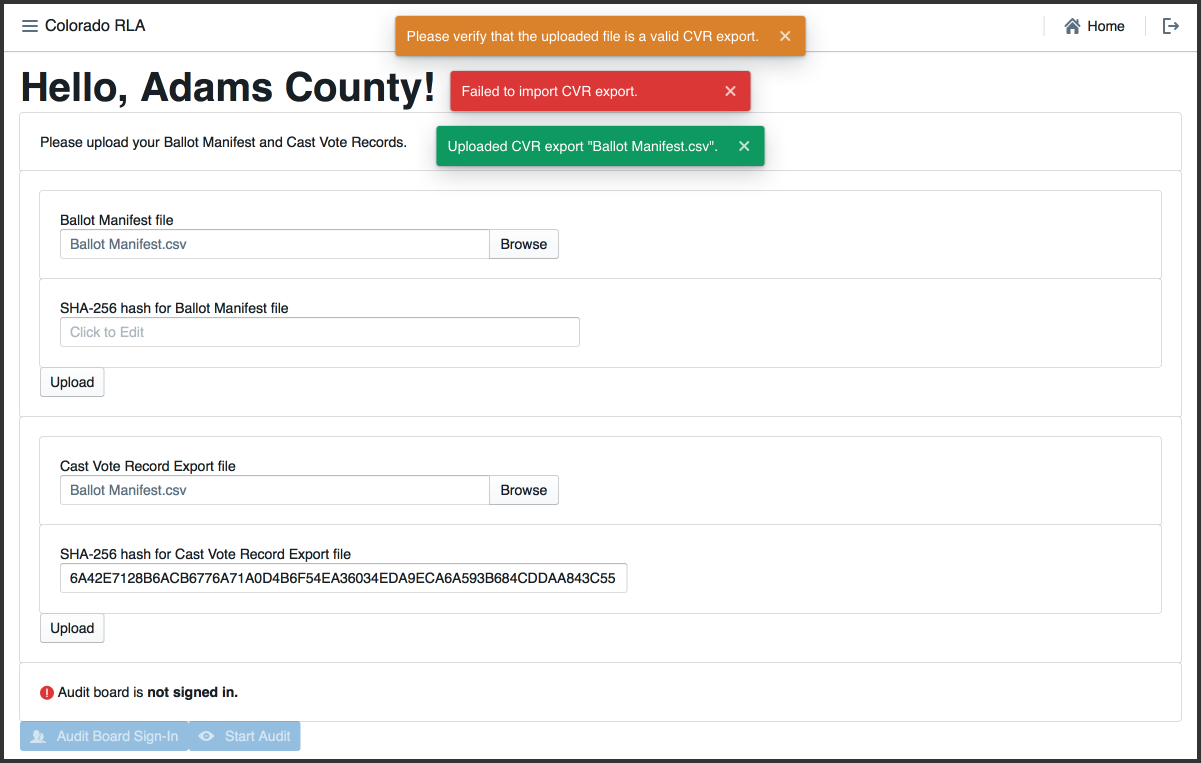 Colorado RLA
Home
Please verify that the uploaded file is a valid CVR export.
Failed to import CVR export.
Uploaded CVR export "Ballot Manifest.csv".
Hello, Adams County!
Please upload your Ballot Manifest and Cast Vote Records.
Ballot Manifest file
Ballot Manifest.csv
Browse
SHA-256 hash for Ballot Manifest file
Click to Edit
Upload
Cast Vote Record Export file
Ballot Manifest.csv
Browse
SHA-256 hash for Cast Vote Record Export file
6A42E7128B6ACB6776A71A0D4B6F54EA36034EDA9ECA6A593B684CDDAA843C55
Upload
Audit board is not signed in.
Audit Board Sign-In
Start Audit